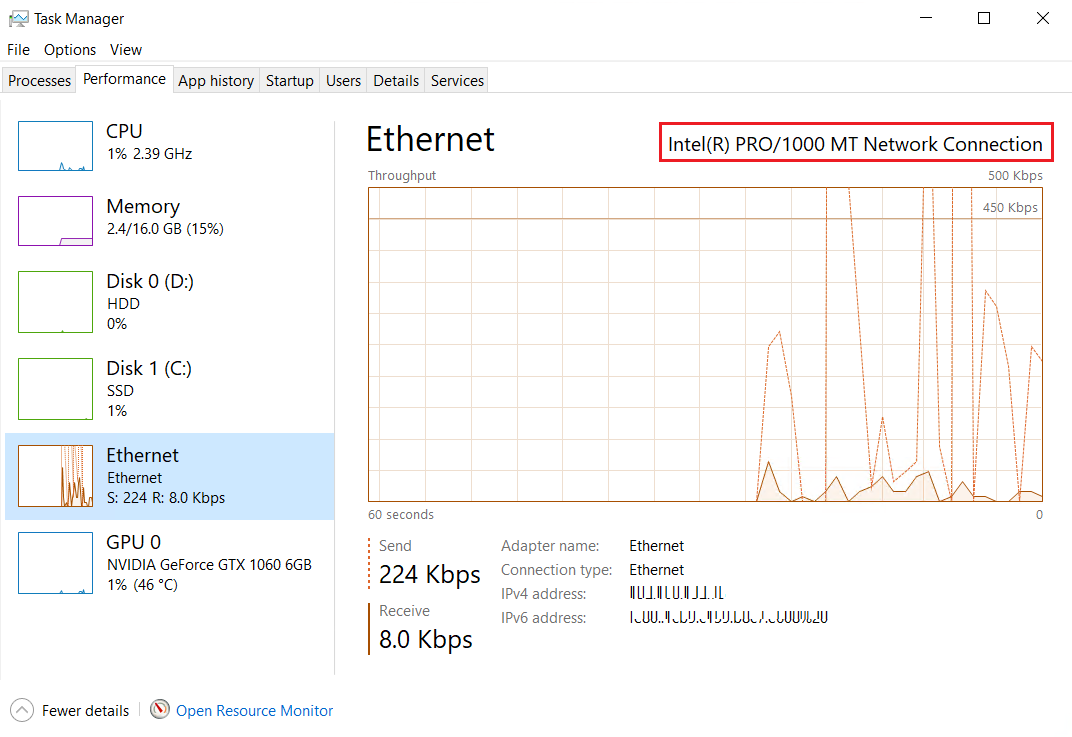 Task Manager
File Options View
Processes Performance App history Startup Users Details Services
CPU
1% 2.39 GHz
Memory
2.4/16.0 GB (15%)
Disk 0 (D:)
HDD
0%
Disk 1 (C:)
SSD
1%
Ethernet
Ethernet
S: 224 R: 8.0 Kbps
GPU 0
NVIDIA GeForce GTX 1060 6GB
1% (46 °C)
Ethernet
Intel(R) PRO/1000 MT Network Connection
Throughput 500 Kbps
450 Kbps
60 seconds 0
Send
224 Kbps
Receive
8.0 Kbps
Adapter name: Ethernet
Connection type: Ethernet
IPv4 address:
IPv6 address:
Fewer details Open Resource Monitor